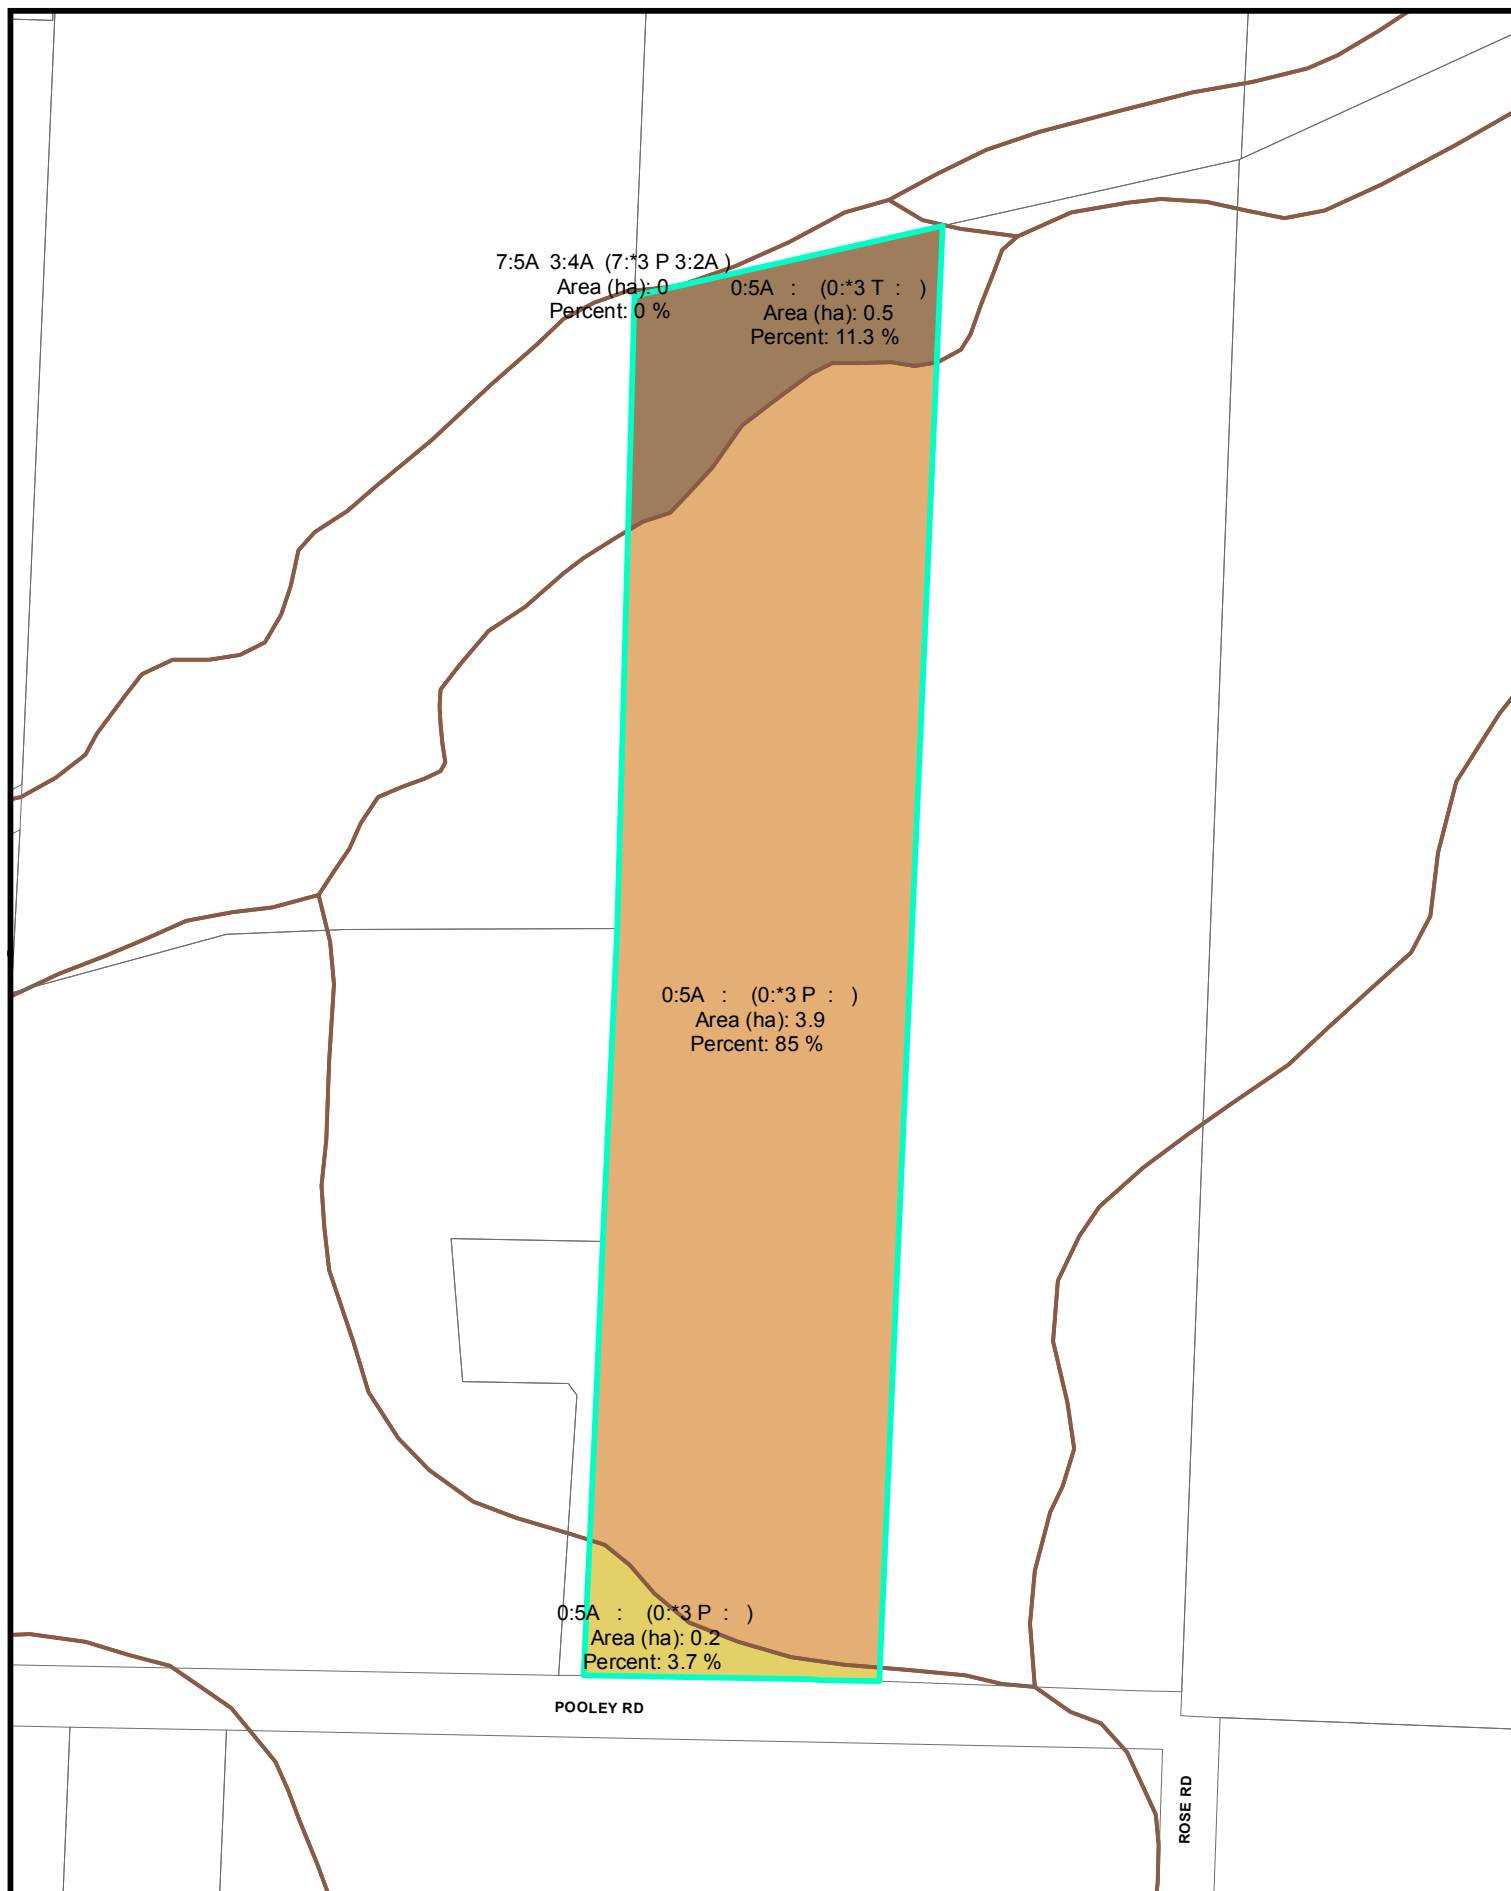 7:5A 3:4A (7:*3 P 3:2A )
Area (ha): 0
Percent: 0 %
0:5A : (0:*3 T : )
Area (ha): 0.5
Percent: 11.3 %
0:5A : (0:*3 P : )
Area (ha): 3.9
Percent: 85 %
0:5A : (0:*3 P : )
Area (ha): 0.2
Percent: 3.7 %
POOLEY RD
ROSE RD